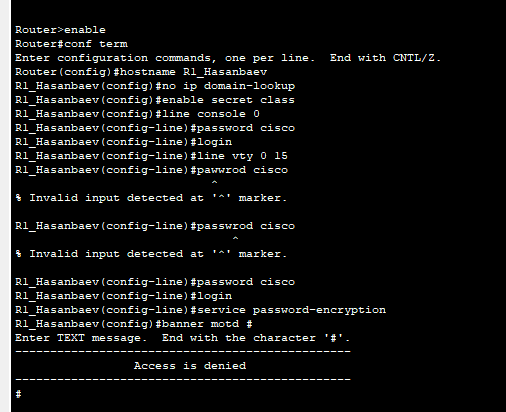 Router>enable
Router#conf term
Enter configuration commands, one per line.  End with CNTL/Z.
Router(config)#hostname R1_Hasanbaev
R1_Hasanbaev(config)#no ip domain-lookup
R1_Hasanbaev(config)#enable secret class
R1_Hasanbaev(config)#line console 0
R1_Hasanbaev(config-line)#password cisco
R1_Hasanbaev(config-line)#login
R1_Hasanbaev(config-line)#line vty 0 15
R1_Hasanbaev(config-line)#pawwrod cisco
^
% Invalid input detected at '^' marker.
R1_Hasanbaev(config-line)#passwrod cisco
^
% Invalid input detected at '^' marker.
R1_Hasanbaev(config-line)#password cisco
R1_Hasanbaev(config-line)#login
R1_Hasanbaev(config-line)#service password-encryption
R1_Hasanbaev(config)#banner motd #
Enter TEXT message.  End with the character '#'.
------------------------------------------------
Access is denied
------------------------------------------------
#